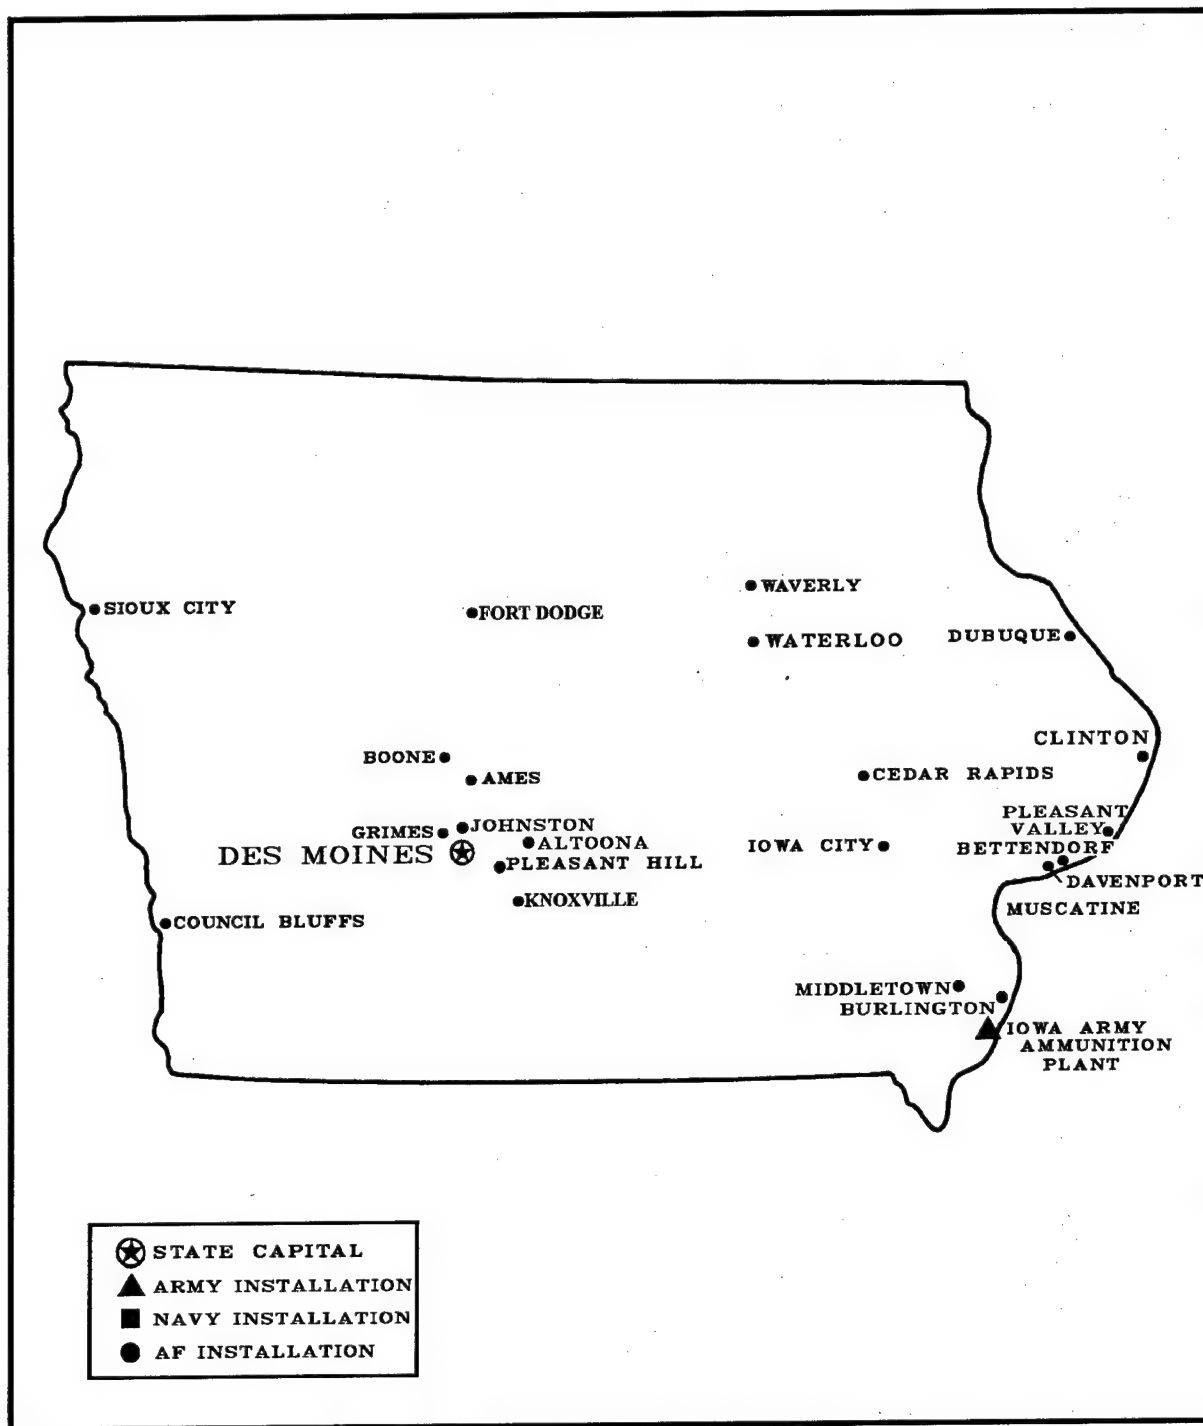 WAVERLY
SIOUX CITY
FORT DODGE
WATERLOO
DUBUQUE
CLINTON
BOONE
AMES
CEDAR RAPIDS
PLEASANT
VALLEY
GRIMES
JOHNSTON
ALTOONA
IOWA CITY
BETTENDORF
DES MOINES
PLEASANT HILL
DAVENPORT
KNOXVILLE
MUSCATINE
COUNCIL BLUFFS
MIDDLETOWN
BURLINGTON
IOWA ARMY
AMMUNITION
PLANT
STATE CAPITAL
ARMY INSTALLATION
NAVY INSTALLATION
AF INSTALLATION